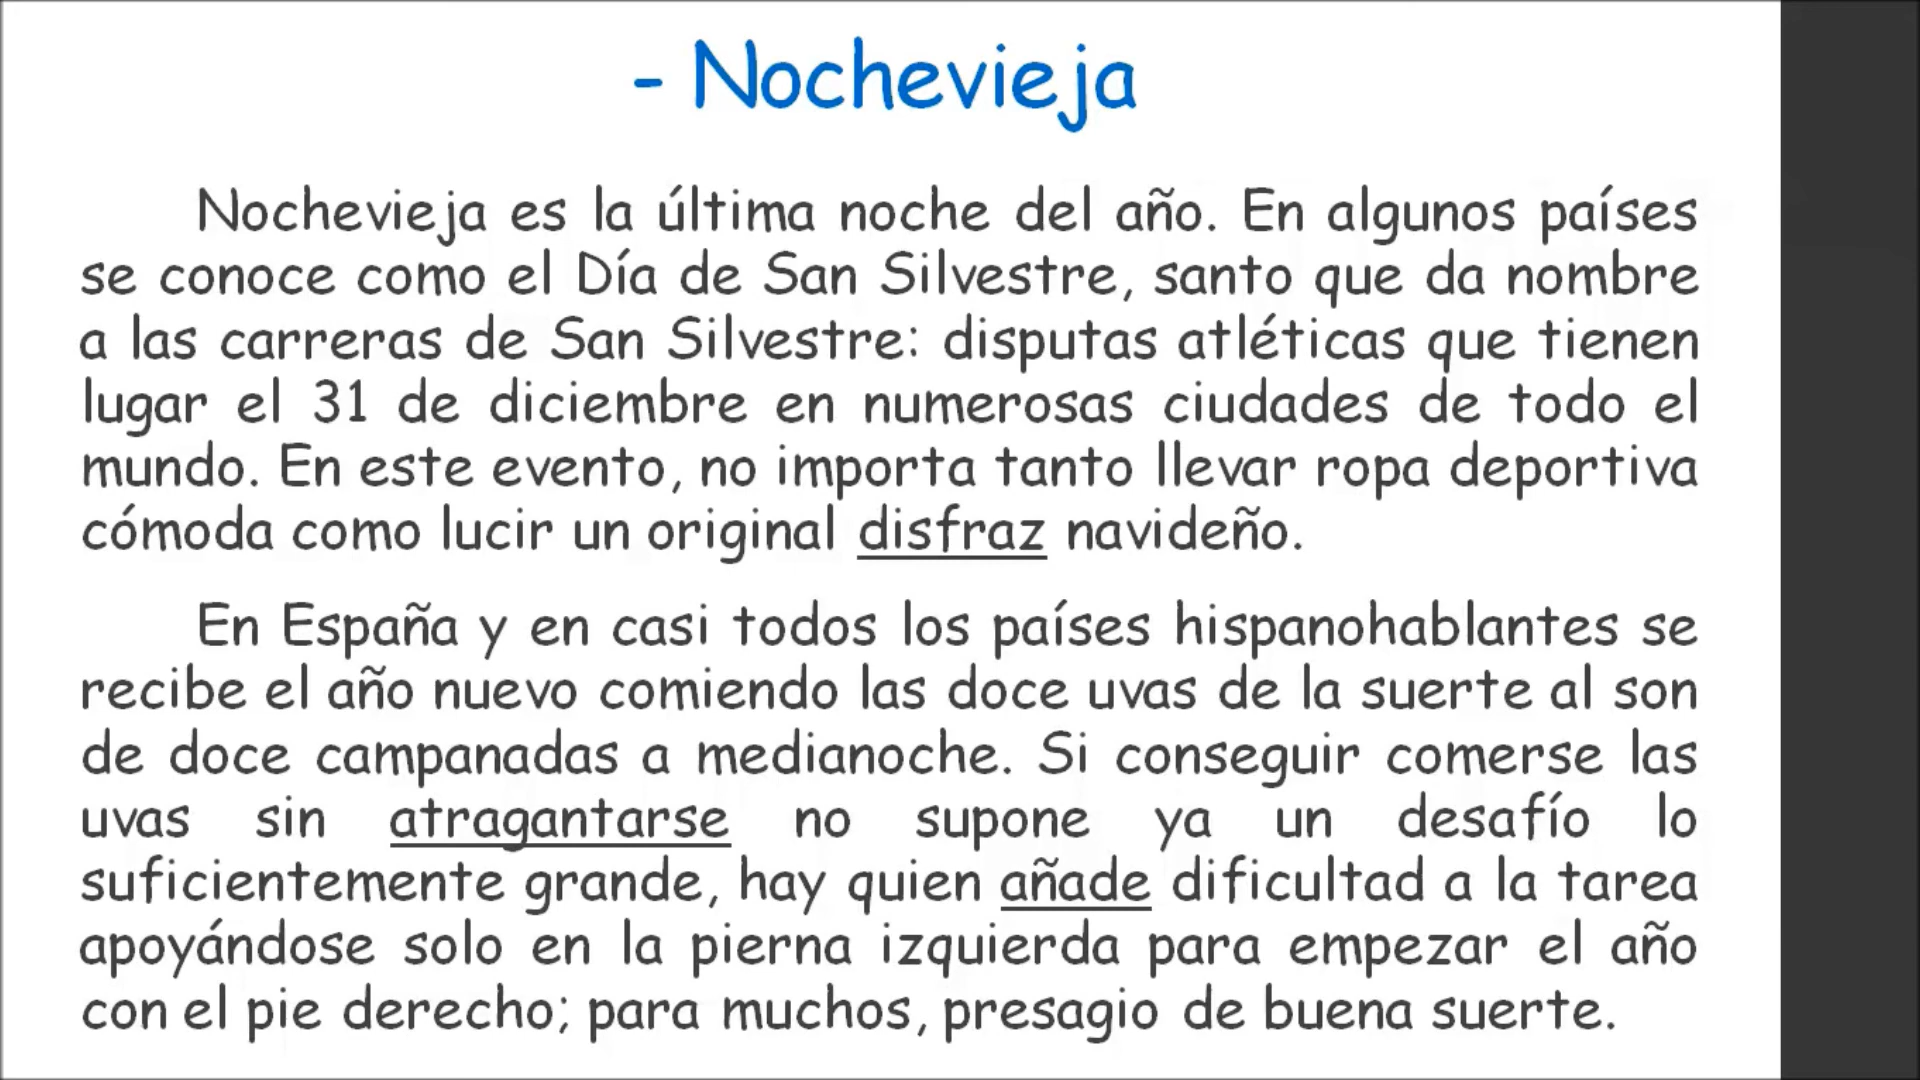 - Nochevieja
Nochevieja es la última noche del año. En algunos países
se conoce como el Día de San Silvestre, santo que da nombre
a las carreras de San Silvestre: disputas atléticas que tienen
lugar el 31 de diciembre en numerosas ciudades de todo el
mundo. En este evento, no importa tanto llevar ropa deportiva
cómoda como lucir un original disfraz navideño.
En España y en casi todos los países hispanohablantes se
recibe el año nuevo comiendo las doce uvas de la suerte al son
de doce campanadas a medianoche. Si conseguir comerse las
uvas sin atragantarse no supone ya un desafío lo
suficientemente grande, hay quien añade dificultad a la tarea
apoyándose solo en la pierna izquierda para empezar el año
con el pie derecho; para muchos, presagio de buena suerte.